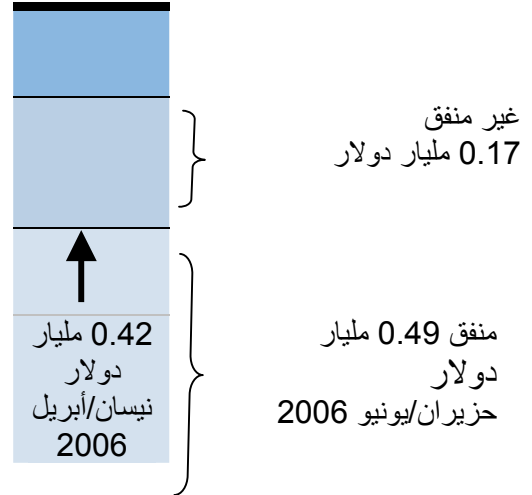 غير منفق
0.17 مليار دولار
0.42 مليار
دولار
نيسان/أبريل
2006
منفق 0.49 مليار
دولار
حزيران/يونيو 2006